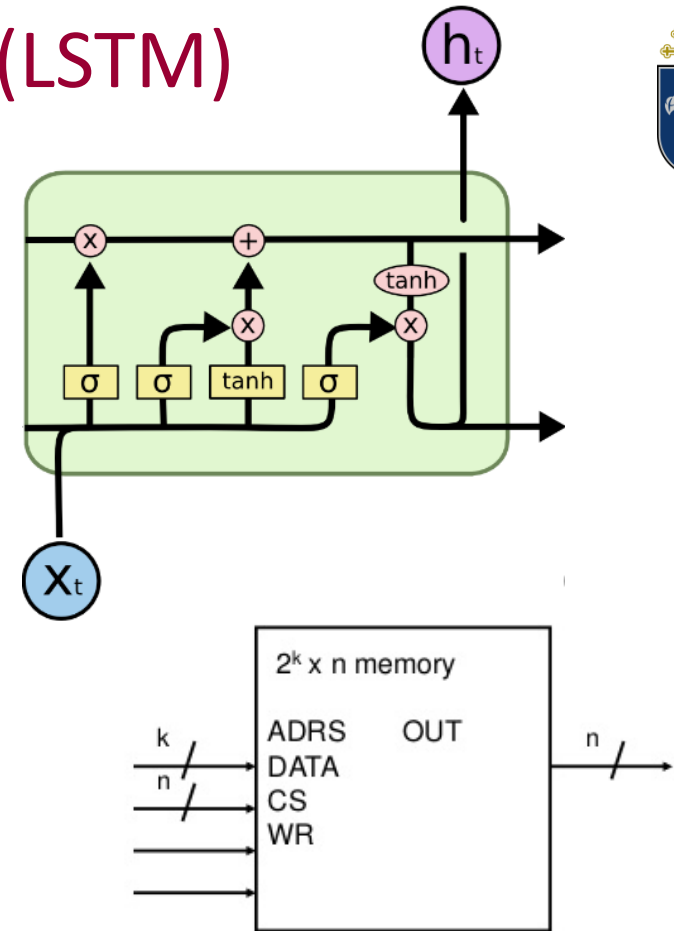 (LSTM)
hₜ
x
+
tanh
x
x
σ
σ
tanh
σ
Xₜ
2ᵏ x n memory
ADRS OUT
k
n
DATA
n
CS
WR